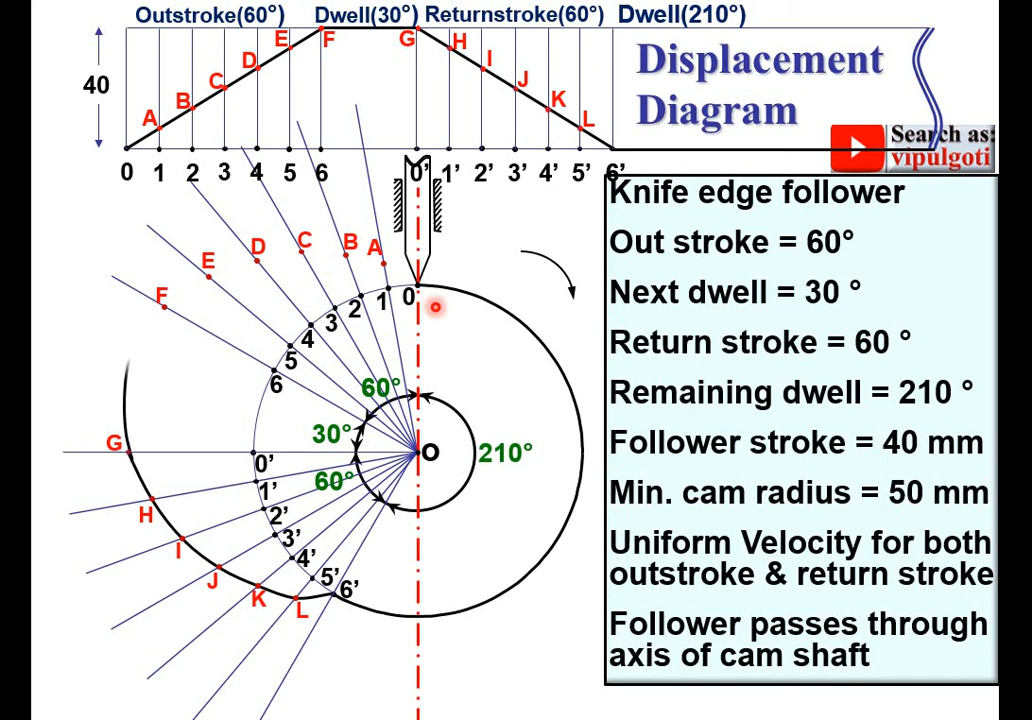 Outstroke(60°) Dwell(30°) Returnstroke(60°) Dwell(210°)
40
A B C D E F G H I J K L
0 1 2 3 4 5 6 0' 1' 2' 3' 4' 5' 6'
Displacement
Diagram
Search as:
vipulgoti
Knife edge follower
Out stroke = 60°
Next dwell = 30 °
Return stroke = 60 °
Remaining dwell = 210 °
Follower stroke = 40 mm
Min. cam radius = 50 mm
Uniform Velocity for both
outstroke & return stroke
Follower passes through
axis of cam shaft
F E D C B A
6 5 4 3 2 1 0
60°
30°
60°
O
210°
G H I J K L
0' 1' 2' 3' 4' 5' 6'